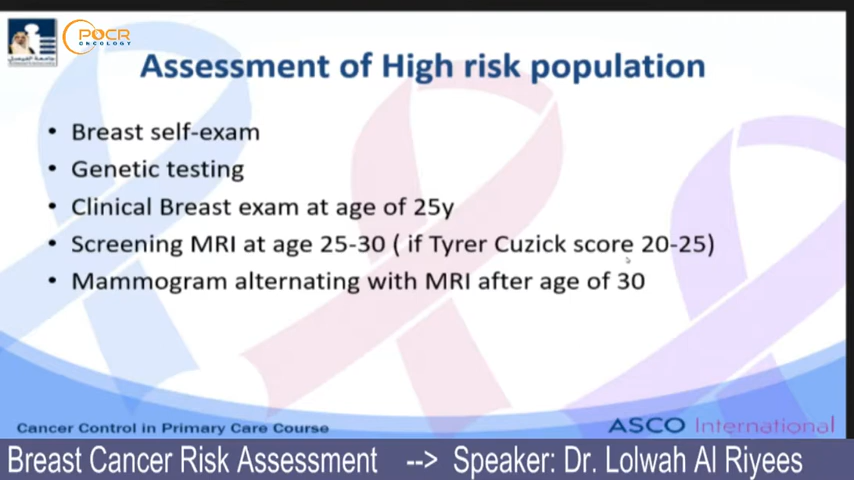 POCR
ONCOLOGY
Assessment of High risk population
• Breast self-exam
• Genetic testing
• Clinical Breast exam at age of 25y
• Screening MRI at age 25-30 ( if Tyrer Cuzick score 20-25)
• Mammogram alternating with MRI after age of 30
Cancer Control in Primary Care Course
ASCO International
Breast Cancer Risk Assessment --> Speaker: Dr. Lolwah Al Riyees